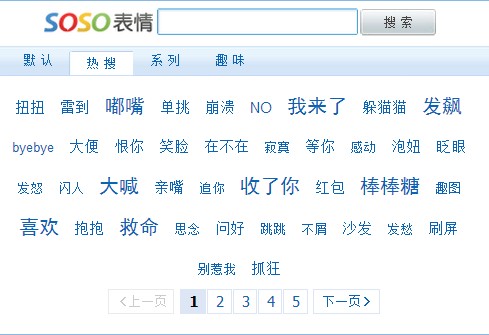 SOSO表情 搜 索
默 认 热 搜 系 列 趣 味
扭扭 雷到 嘟嘴 单挑 崩溃 NO 我来了 躲猫猫 发飙
byebye 大便 恨你 笑脸 在不在 寂寞 等你 感动 泡妞 眨眼
发怒 闪人 大喊 亲嘴 追你 收了你 红包 棒棒糖 趣图
喜欢 抱抱 救命 思念 问好 跳跳 不屑 沙发 发愁 刷屏
别惹我 抓狂
<上一页 1 2 3 4 5 下一页>